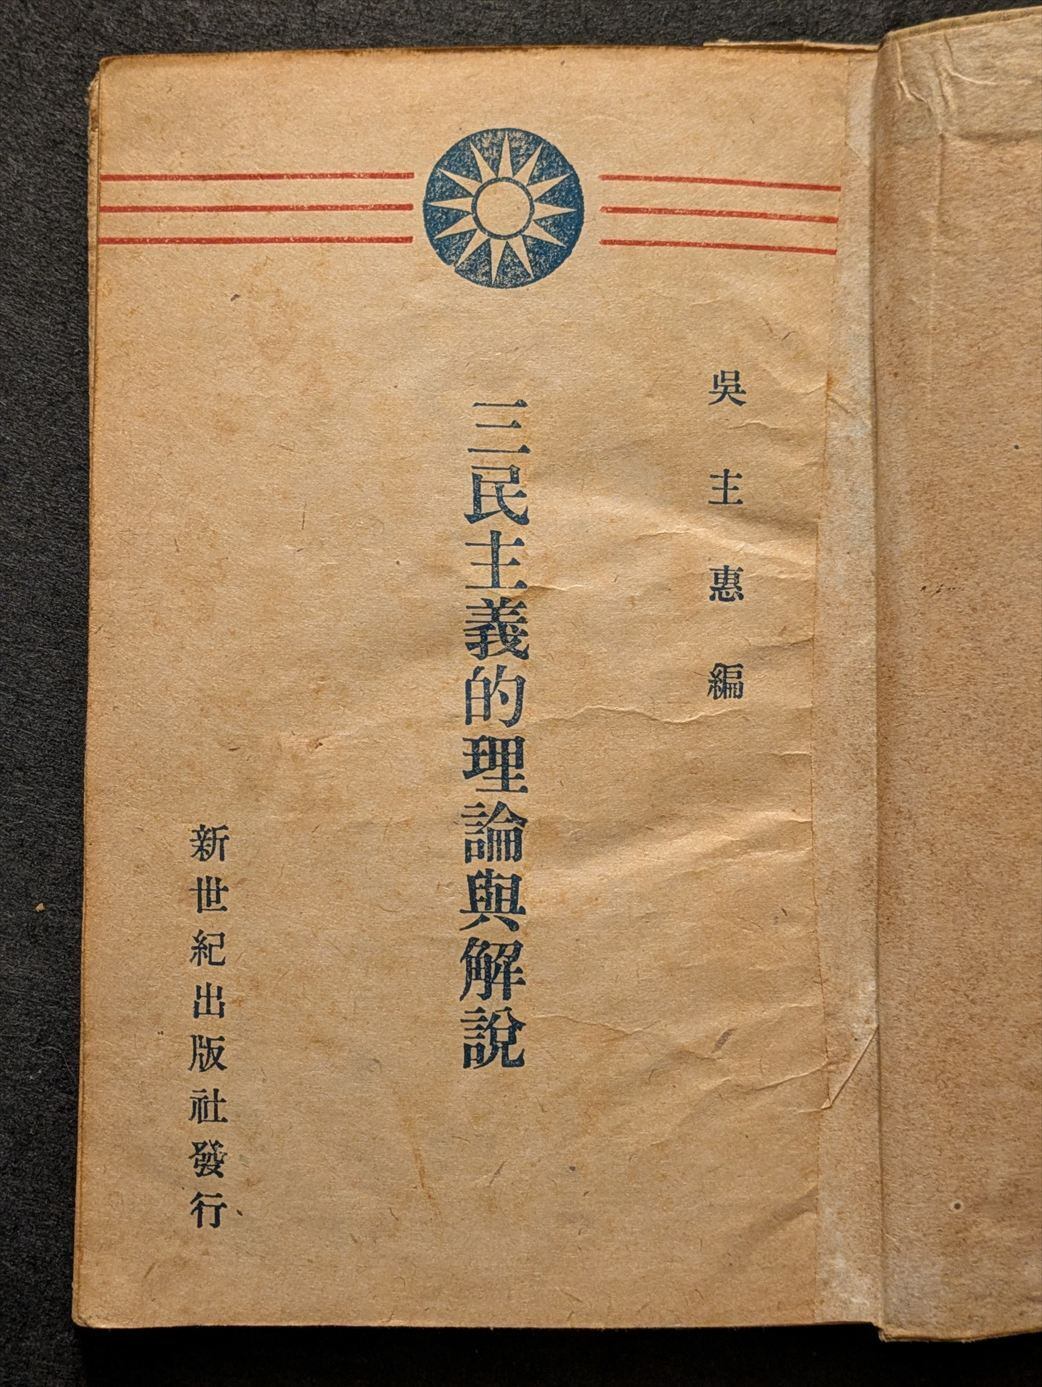 吳主惠編
三民主義的理論與解說
新世紀出版社發行